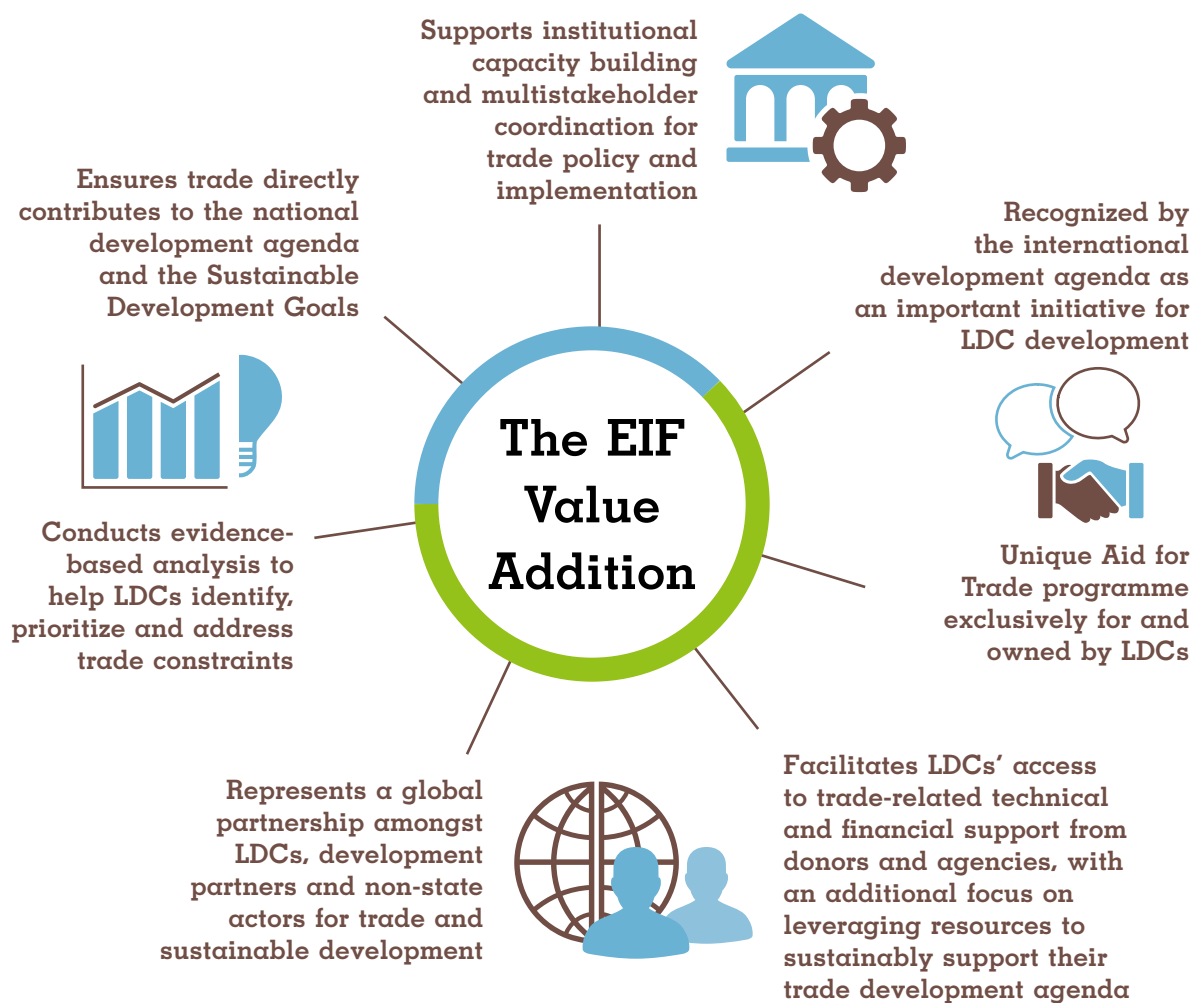 Supports institutional
capacity building
and multistakeholder
coordination for
trade policy and
implementation
Ensures trade directly
contributes to the national
development agenda
and the Sustainable
Development Goals
Recognized by
the international
development agenda as
an important initiative for
LDC development
The EIF
Value
Addition
Conducts evidence-
based analysis to
help LDCs identify,
prioritize and address
trade constraints
Unique Aid for
Trade programme
exclusively for and
owned by LDCs
Represents a global
partnership amongst
LDCs, development
partners and non-state
actors for trade and
sustainable development
Facilitates LDCs’ access
to trade-related technical
and financial support from
donors and agencies, with
an additional focus on
leveraging resources to
sustainably support their
trade development agenda